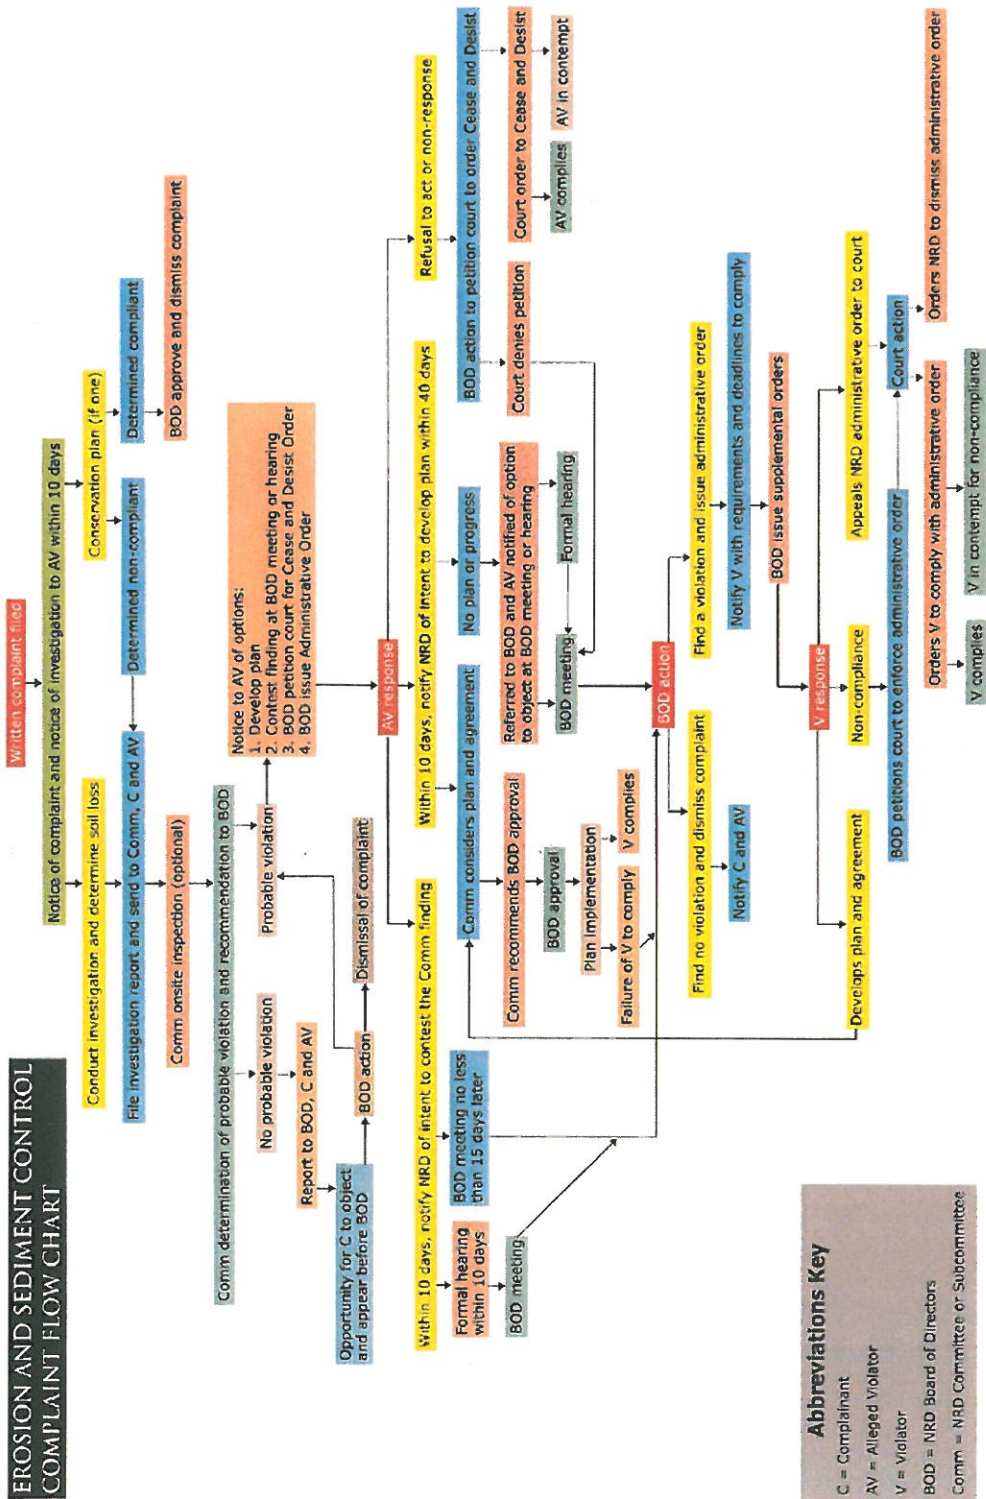 EROSION AND SEDIMENT CONTROL
COMPLAINT FLOW CHART
Written complaint filed
Notice of complaint and notice of investigation to AV within 10 days
Conduct investigation and determine soil loss
Conservation plan (if one)
File investigation report and send to Comm, C and AV
Determined non-compliant
Determined compliant
Comm onsite inspection (optional)
BOD approve and dismiss complaint
Comm determination of probable violation and recommendation to BOD
No probable violation
Probable violation
Notice to AV of options:
1. Develop plan
2. Contrst finding at BOD meeting or hearing
3. BOD petition court for Cease and Desist Order
4. BOD issue Administrative Order
Report to BOD, C and AV
Opportunity for C to object
and appear before BOD
BOD action
Dismissal of complaint
AV response
Within 10 days, notify NRD of intent to contest the Comm finding
Within 10 days, notify NRD of intent to develop plan within 40 days
Refusal to act or non-response
Formal hearing
within 10 days
BOD meeting no less
than 15 days later
Comm considers plan and agreement
No plan or progress
BOD action to petition court to order Cease and Desist
BOD meeting
Comm recommends BOD approval
Referred to BOD and AV notified of option
to object at BOD meeting or hearing
Court denies petition
Court order to Cease and Desist
BOD approval
BOD meeting
Formal hearing
AV complies
AV in contempt
Plan implementation
Failure of V to comply
V complies
BOD action
Find no violation and dismiss complaint
Find a violation and issue administrative order
Notify C and AV
Notify V with requirements and deadlines to comply
BOD issue supplemental orders
V response
Develops plan and agreement
Non-compliance
Appeals NRD administrative order to court
BOD petitions court to enforce administrative order
Court action
Orders V to comply with administrative order
Orders NRD to dismiss administrative order
V complies
V in contempt for non-compliance
Abbreviations Key
C = Complainant
AV = Alleged Violator
V = Violator
BOD = NRD Board of Directors
Comm = NRD Committee or Subcommittee